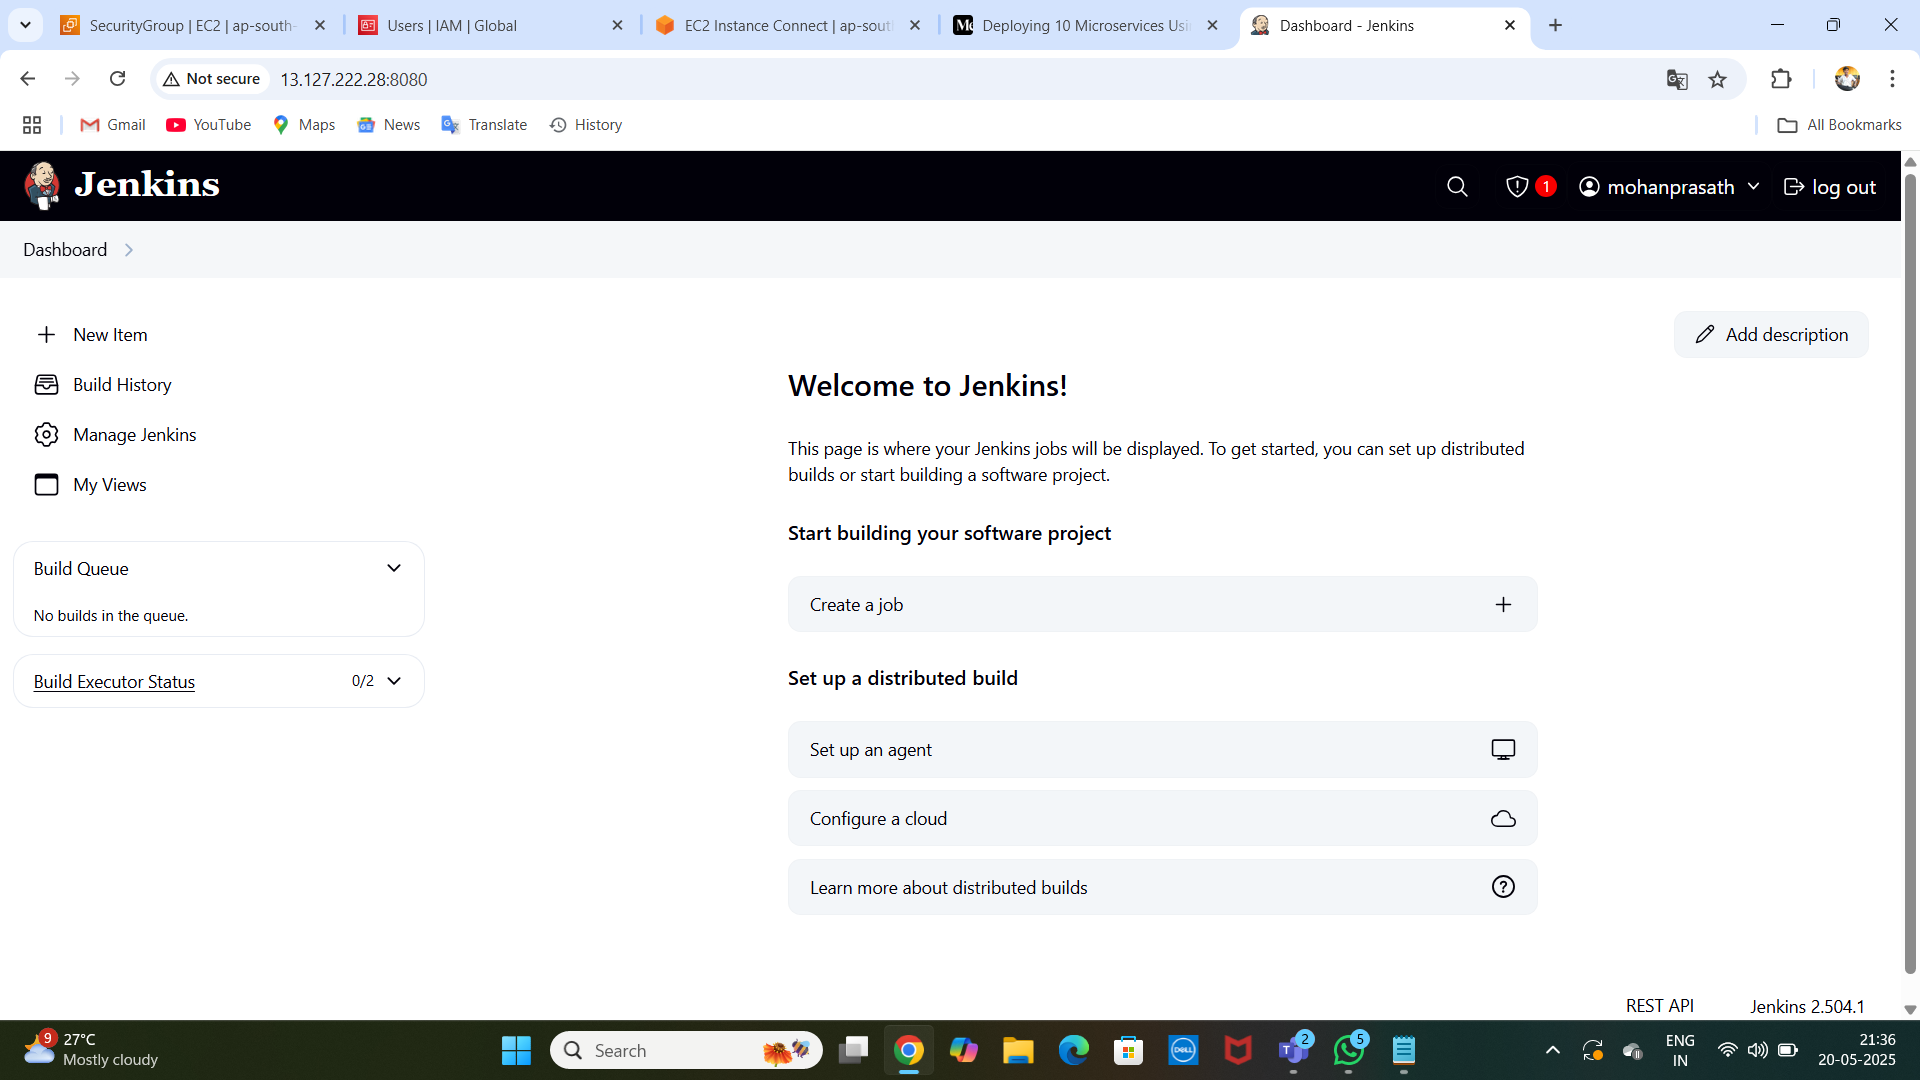 SecurityGroup | EC2 | ap-south-
Users | IAM | Global
EC2 Instance Connect | ap-sout
Deploying 10 Microservices Usi
Dashboard - Jenkins
Not secure
13.127.222.28:8080
Gmail
YouTube
Maps
News
Translate
History
All Bookmarks
Jenkins
1
mohanprasath
log out
Dashboard
New Item
Add description
Build History
Manage Jenkins
My Views
Build Queue
No builds in the queue.
Build Executor Status
0/2
Welcome to Jenkins!
This page is where your Jenkins jobs will be displayed. To get started, you can set up distributed
builds or start building a software project.
Start building your software project
Create a job
Set up a distributed build
Set up an agent
Configure a cloud
Learn more about distributed builds
REST API
Jenkins 2.504.1
9
27°C
Mostly cloudy
Search
DELL
2
5
ENG
IN
21:36
20-05-2025